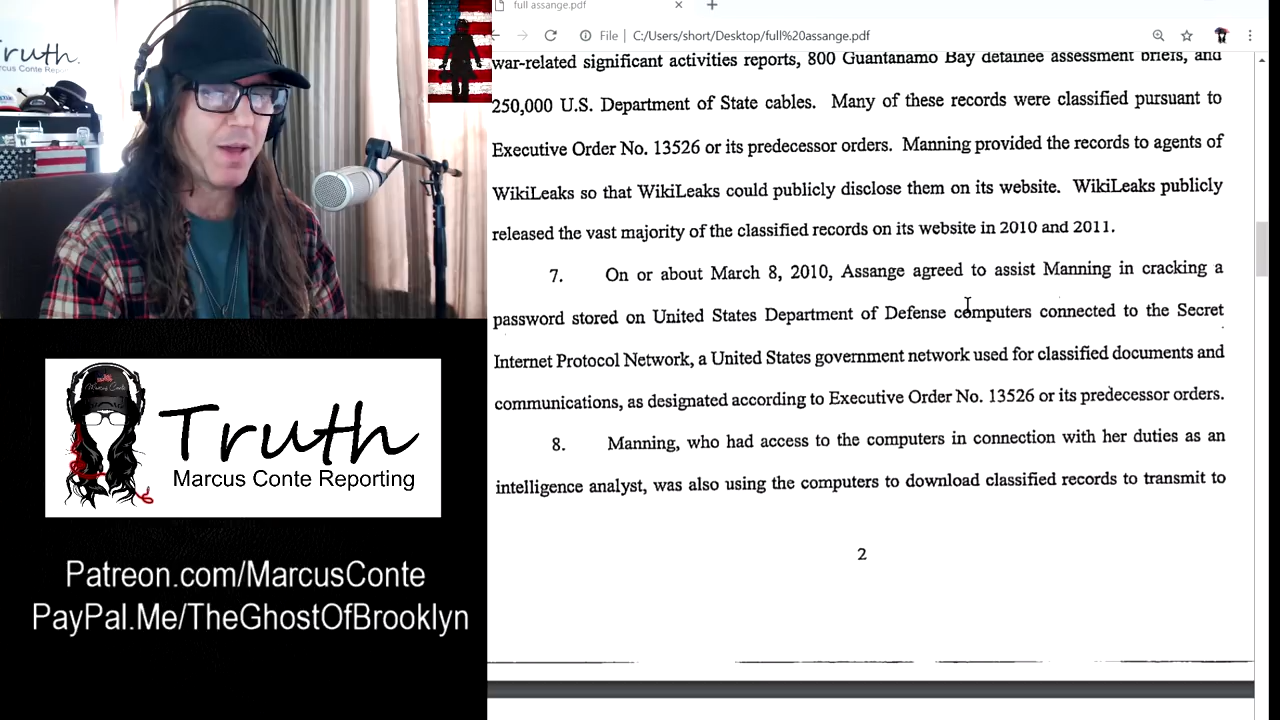 full assange.pdf
File
C:/Users/short/Desktop/full%20assange.pdf
Truth.
arcus Conte Rep
war-related significant activities reports, 800 Guantanamo Bay detainee assessment briefs, and
250,000 U.S. Department of State cables. Many of these records were classified pursuant to
Executive Order No. 13526 or its predecessor orders. Manning provided the records to agents of
WikiLeaks so that WikiLeaks could publicly disclose them on its website. WikiLeaks publicly
released the vast majority of the classified records on its website in 2010 and 2011.
7. On or about March 8, 2010, Assange agreed to assist Manning in cracking a
password stored on United States Department of Defense computers connected to the Secret
Internet Protocol Network, a United States government network used for classified documents and
communications, as designated according to Executive Order No. 13526 or its predecessor orders.
8. Manning, who had access to the computers in connection with her duties as an
intelligence analyst, was also using the computers to download classified records to transmit to
2
Truth
Marcus Conte Reporting
Patreon.com/MarcusConte
PayPal.Me/TheGhostOfBrooklyn